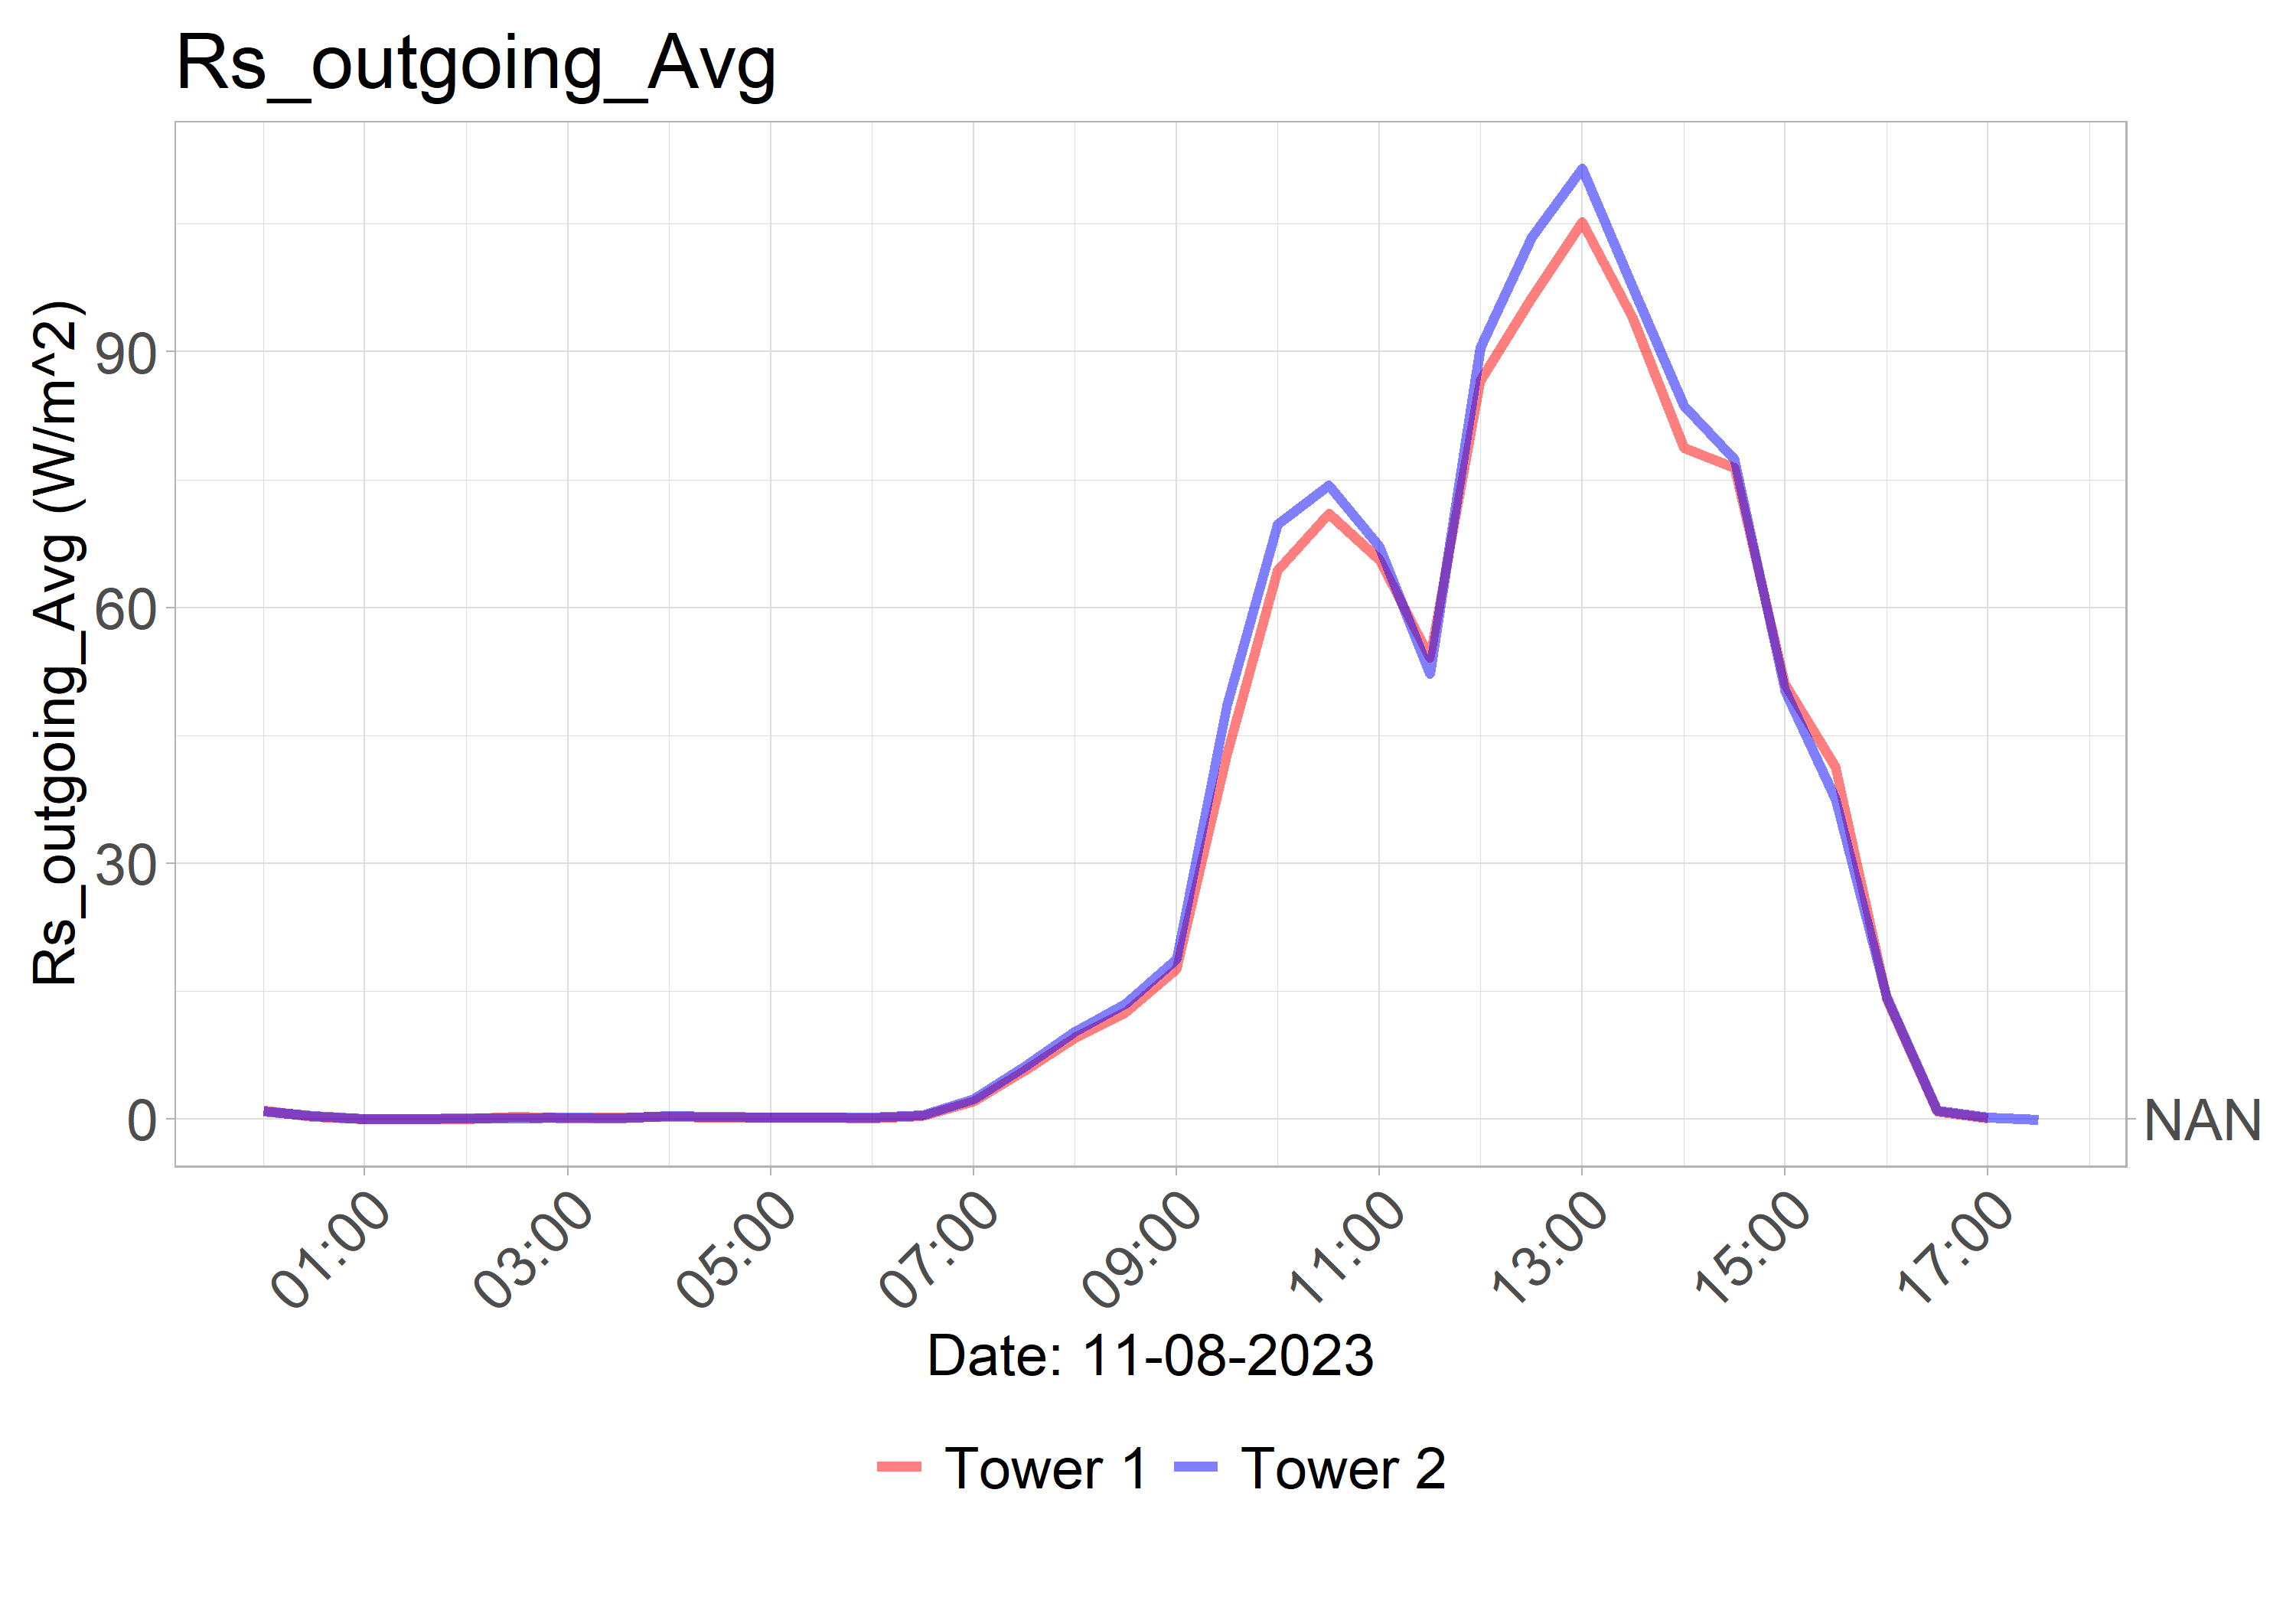 Rs_outgoing_Avg
Rs_outgoing_Avg (W/m^2)
90
60
30
0
NAN
01:00 03:00 05:00 07:00 09:00 11:00 13:00 15:00 17:00
Date: 11-08-2023
Tower 1 Tower 2